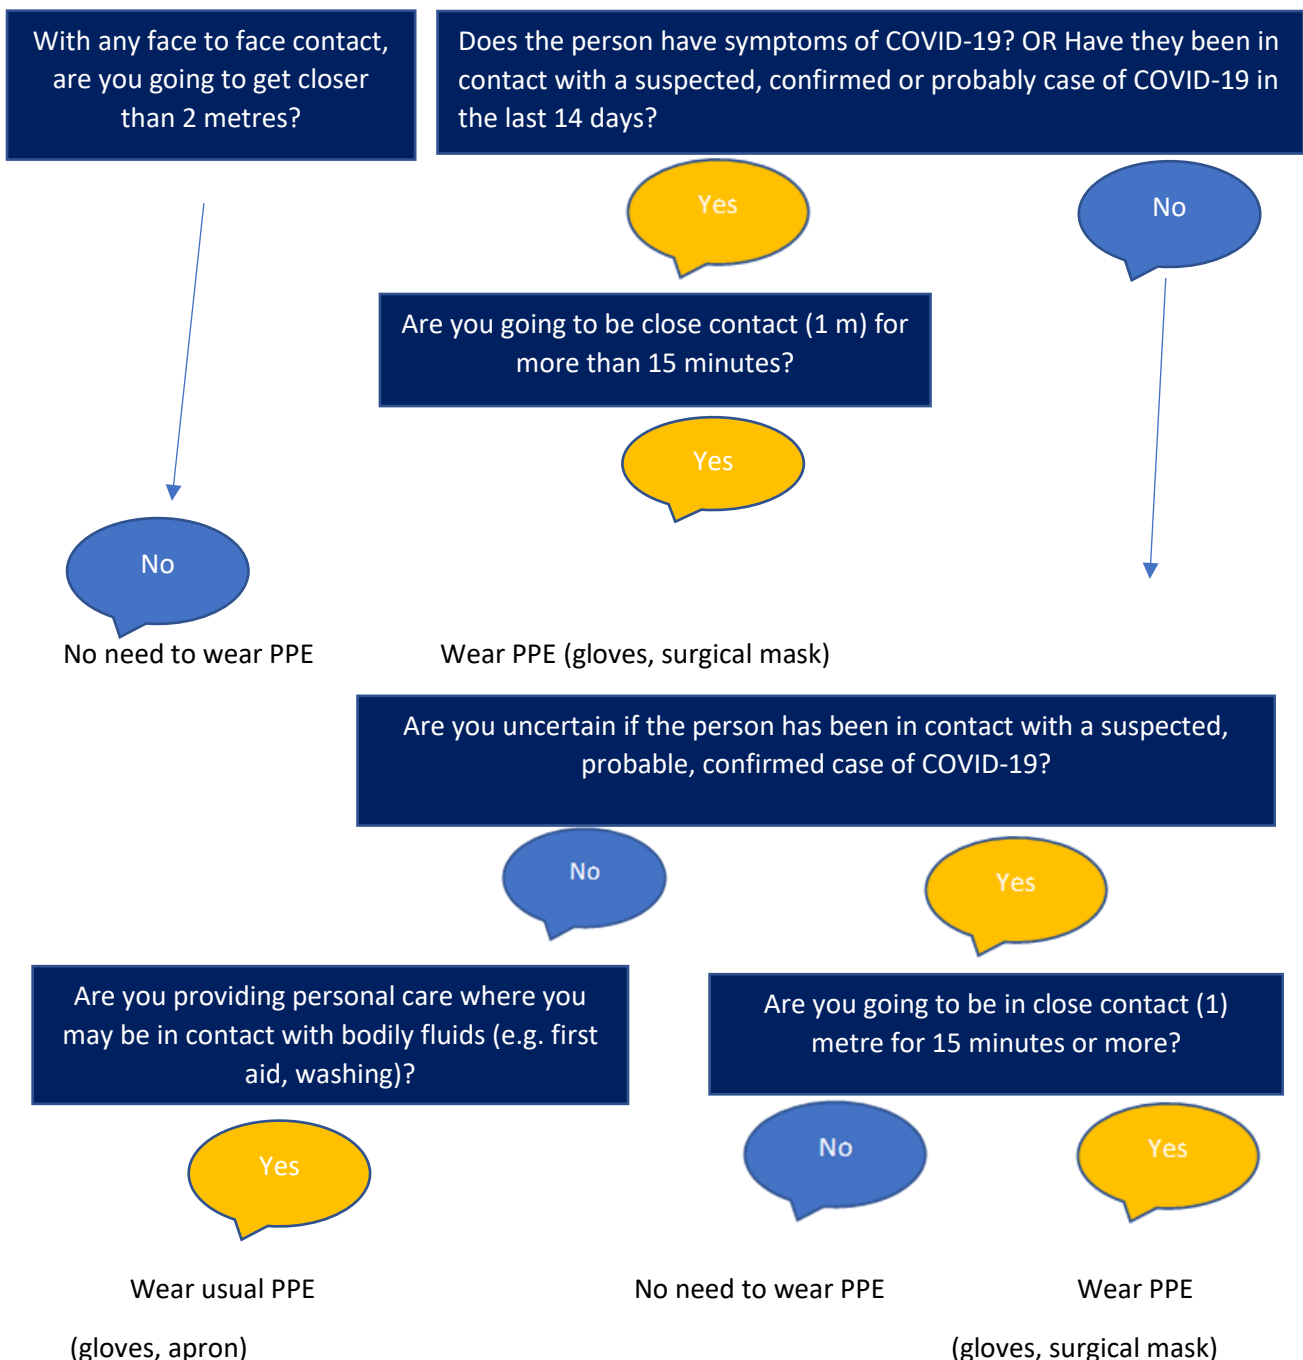 With any face to face contact,
are you going to get closer
than 2 metres?
Does the person have symptoms of COVID-19? OR Have they been in
contact with a suspected, confirmed or probably case of COVID-19 in
the last 14 days?
Yes
No
Are you going to be close contact (1 m) for
more than 15 minutes?
Yes
No
No need to wear PPE
Wear PPE (gloves, surgical mask)
Are you uncertain if the person has been in contact with a suspected,
probable, confirmed case of COVID-19?
No
Yes
Are you providing personal care where you
may be in contact with bodily fluids (e.g. first
aid, washing)?
Are you going to be in close contact (1)
metre for 15 minutes or more?
Yes
No
Yes
Wear usual PPE
(gloves, apron)
No need to wear PPE
Wear PPE
(gloves, surgical mask)